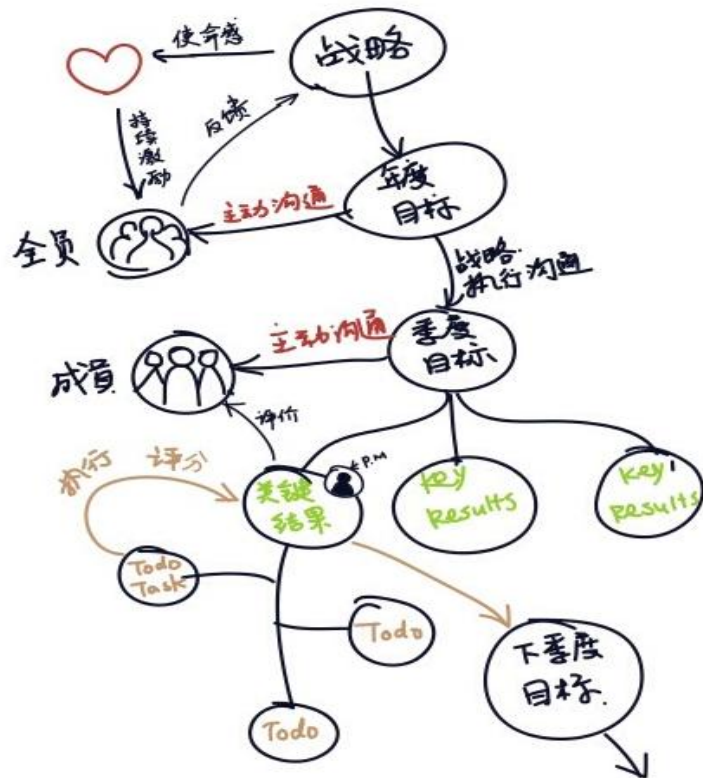 使命感
战略
持续激励
反馈
年度
目标
主动沟通
全员
战略
执行沟通
主动沟通
季度
目标
成员
评价
执行 评分
P.M
关键
结果
Key
Results
Key
Results
Todo
Task
Todo
下季度
目标
Todo